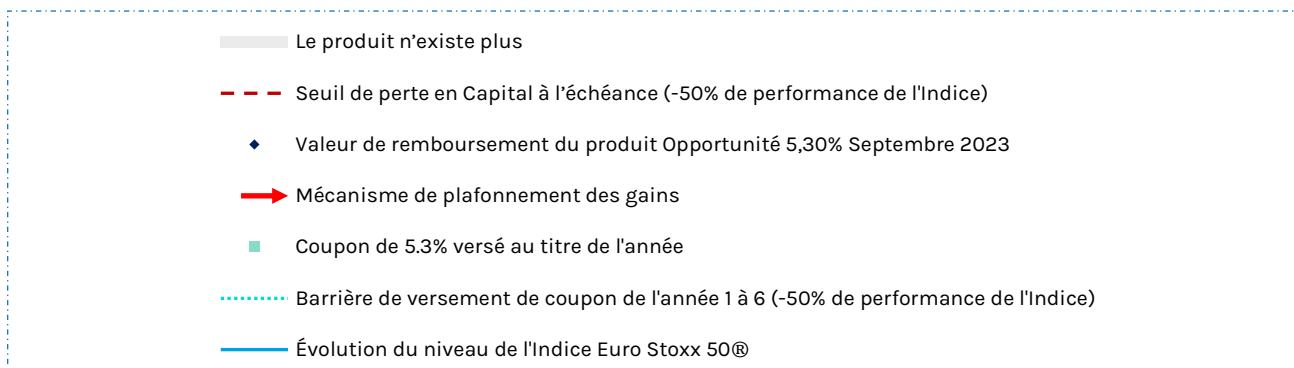 Le produit n’existe plus
Seuil de perte en Capital à l’échéance (-50% de performance de l'Indice)
Valeur de remboursement du produit Opportunité 5,30% Septembre 2023
Mécanisme de plafonnement des gains
Coupon de 5.3% versé au titre de l'année
Barrière de versement de coupon de l'année 1 à 6 (-50% de performance de l'Indice)
Évolution du niveau de l'Indice Euro Stoxx 50®